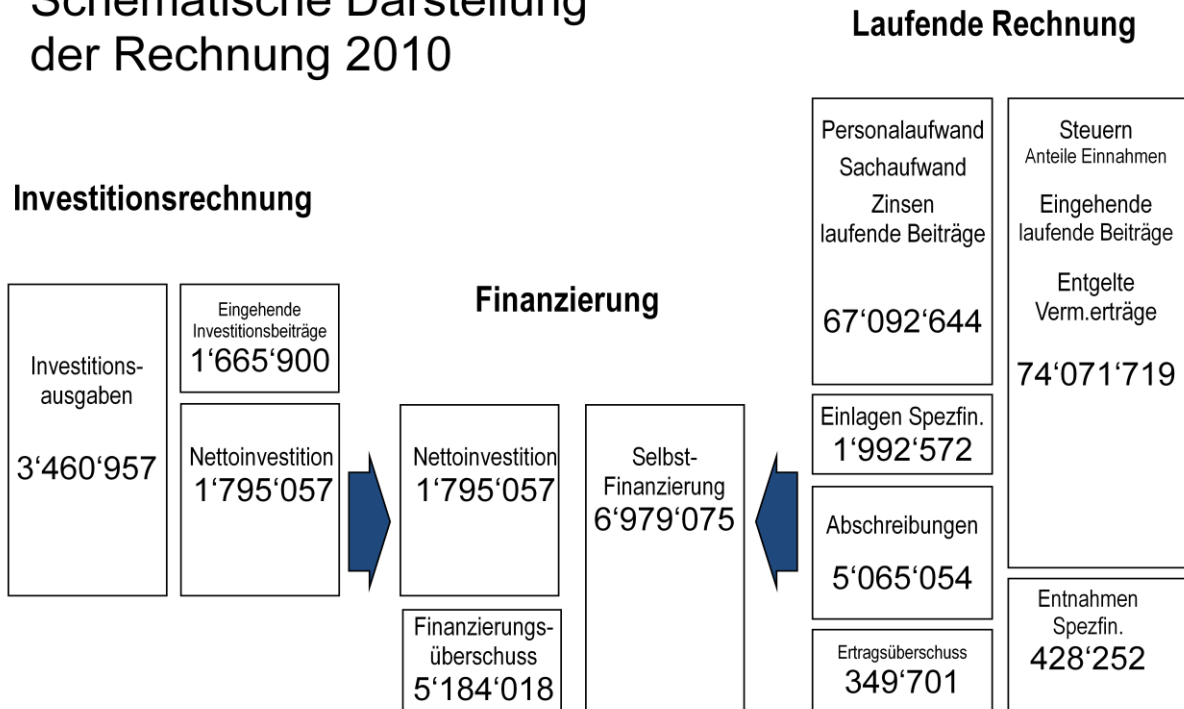 Schematische Darstellung
der Rechnung 2010
Laufende Rechnung
Investitionsrechnung
Finanzierung
Investitions-
ausgaben
3‘460‘957
Eingehende
Investitionsbeiträge
1‘665‘900
Nettoinvestition
1‘795‘057
Nettoinvestition
1‘795‘057
Finanzierungs-
überschuss
5‘184‘018
Selbst-
Finanzierung
6‘979‘075
Personalaufwand
Sachaufwand
Zinsen
laufende Beiträge
67‘092‘644
Einlagen Spezfin.
1‘992‘572
Abschreibungen
5‘065‘054
Ertragsüberschuss
349‘701
Steuern
Anteile Einnahmen
Eingehende
laufende Beiträge
Entgelte
Verm.erträge
74‘071‘719
Entnahmen
Spezfin.
428‘252